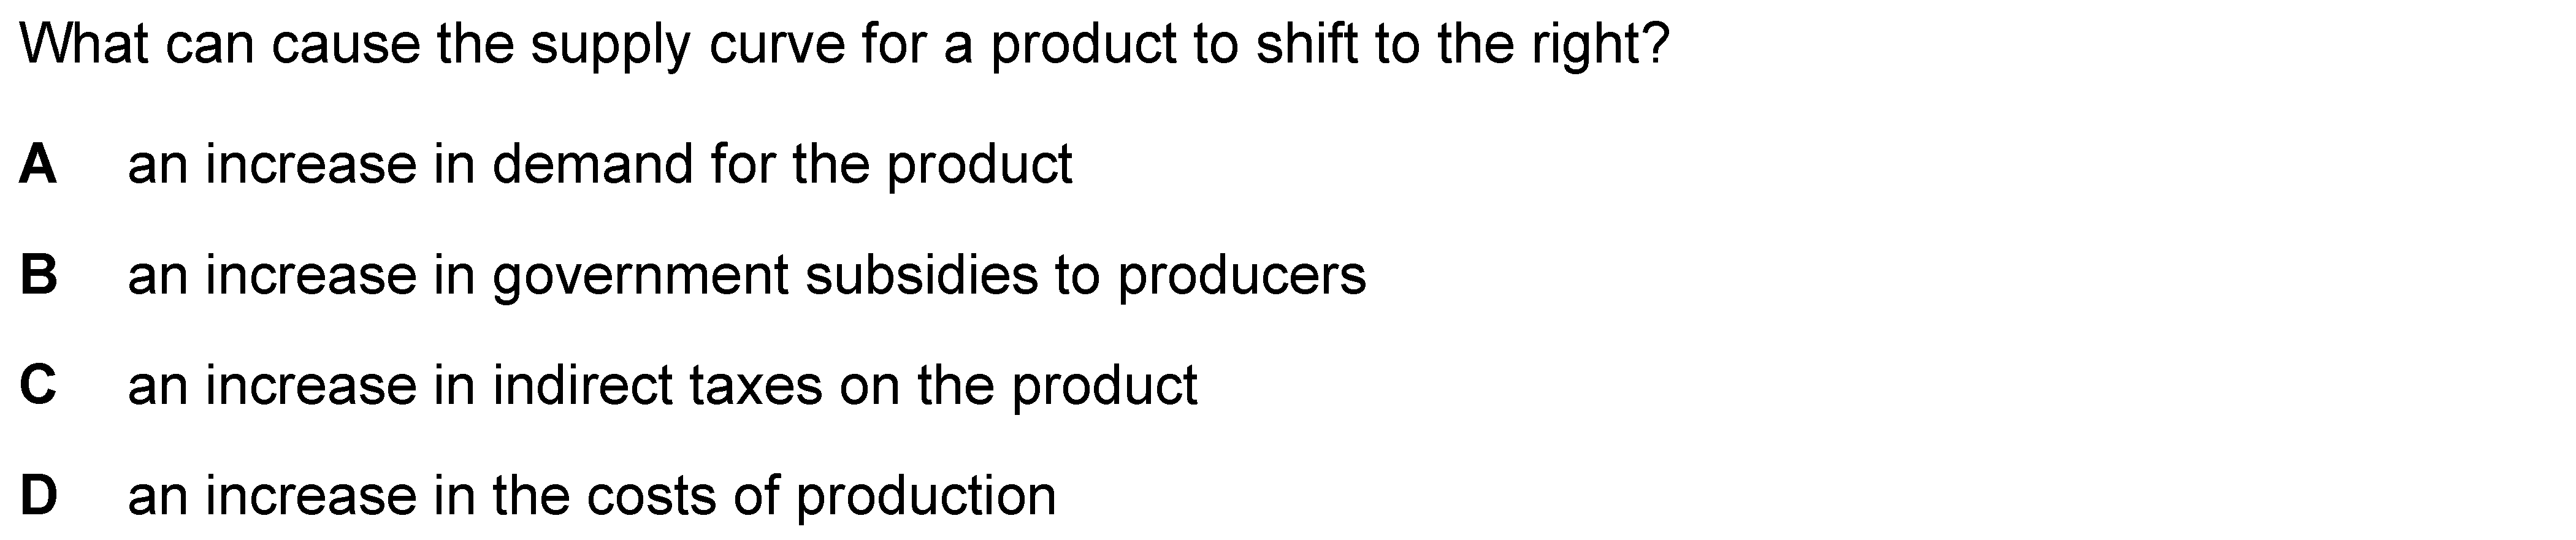 What can cause the supply curve for a product to shift to the right?
A an increase in demand for the product
B an increase in government subsidies to producers
C an increase in indirect taxes on the product
D an increase in the costs of production